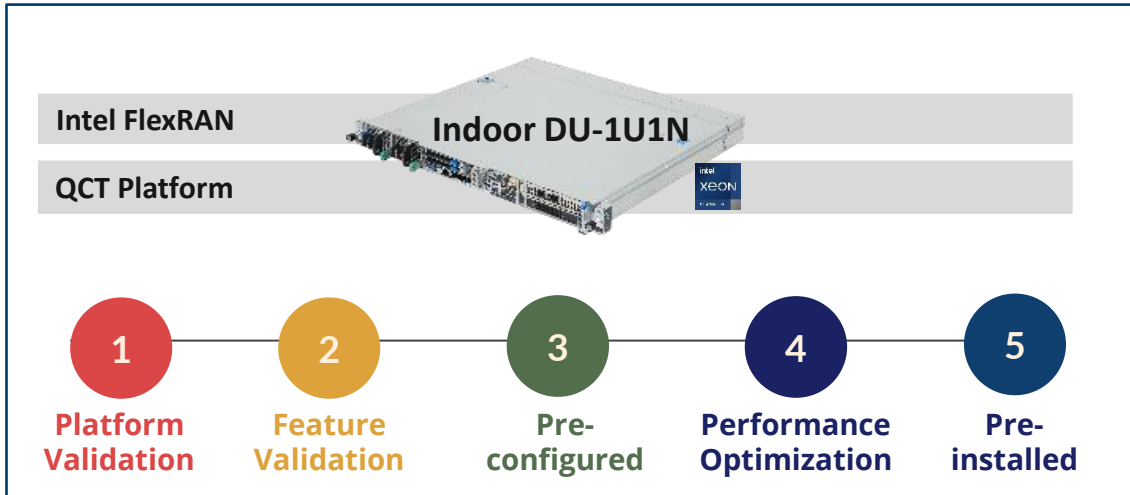 Intel FlexRAN
Indoor DU-1U1N
QCT Platform
intel
XEON
1
2
3
4
5
Platform
Validation
Feature
Validation
Pre-
configured
Performance
Optimization
Pre-
installed